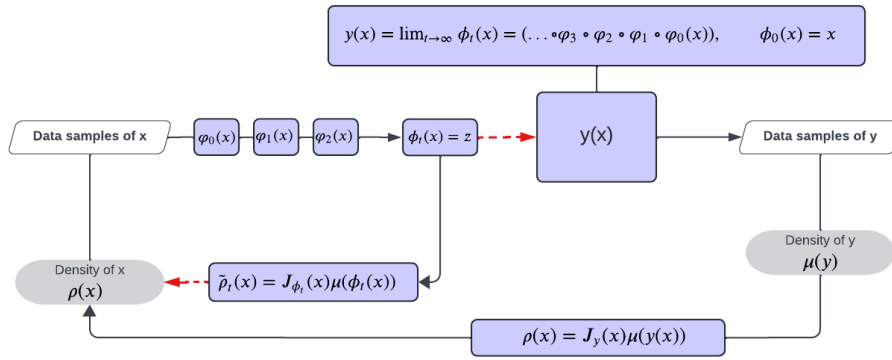 y(x) = lim_{t→∞} ϕ_t(x) = (…∘φ_3 ∘ φ_2 ∘ φ_1 ∘ φ_0(x)), ϕ_0(x) = x
Data samples of x
φ_0(x)
φ_1(x)
φ_2(x)
ϕ_t(x) = z
y(x)
Data samples of y
Density of x
ρ(x)
ρ̃_t(x) = J_{ϕ_t}(x)μ(ϕ_t(x))
Density of y
μ(y)
ρ(x) = J_y(x)μ(y(x))